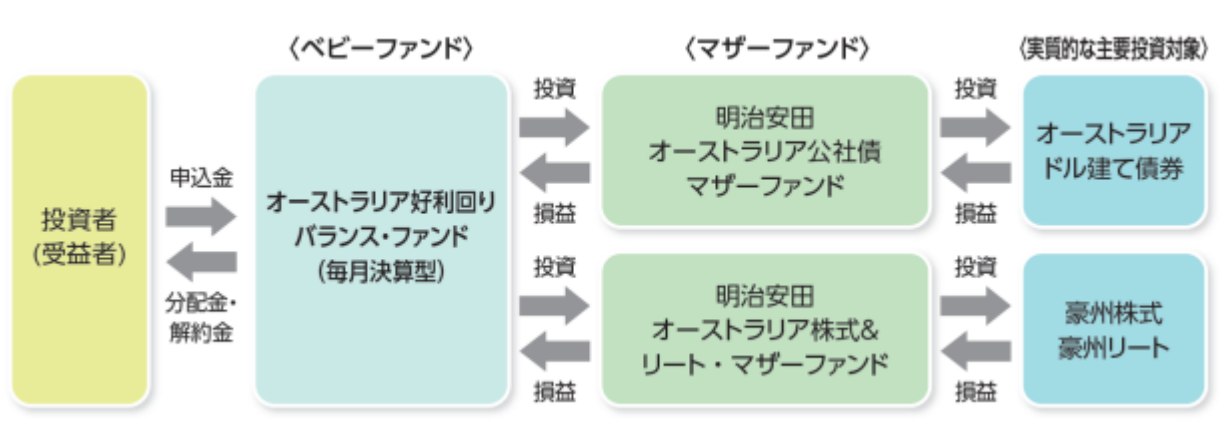 〈ベビーファンド〉
〈マザーファンド〉
〈実質的な主要投資対象〉
投資者
(受益者)
申込金
分配金・
解約金
オーストラリア好利回り
バランス・ファンド
(毎月決算型)
投資
損益
明治安田
オーストラリア公社債
マザーファンド
投資
損益
オーストラリア
ドル建て債券
投資
損益
明治安田
オーストラリア株式&
リート・マザーファンド
投資
損益
豪州株式
豪州リート